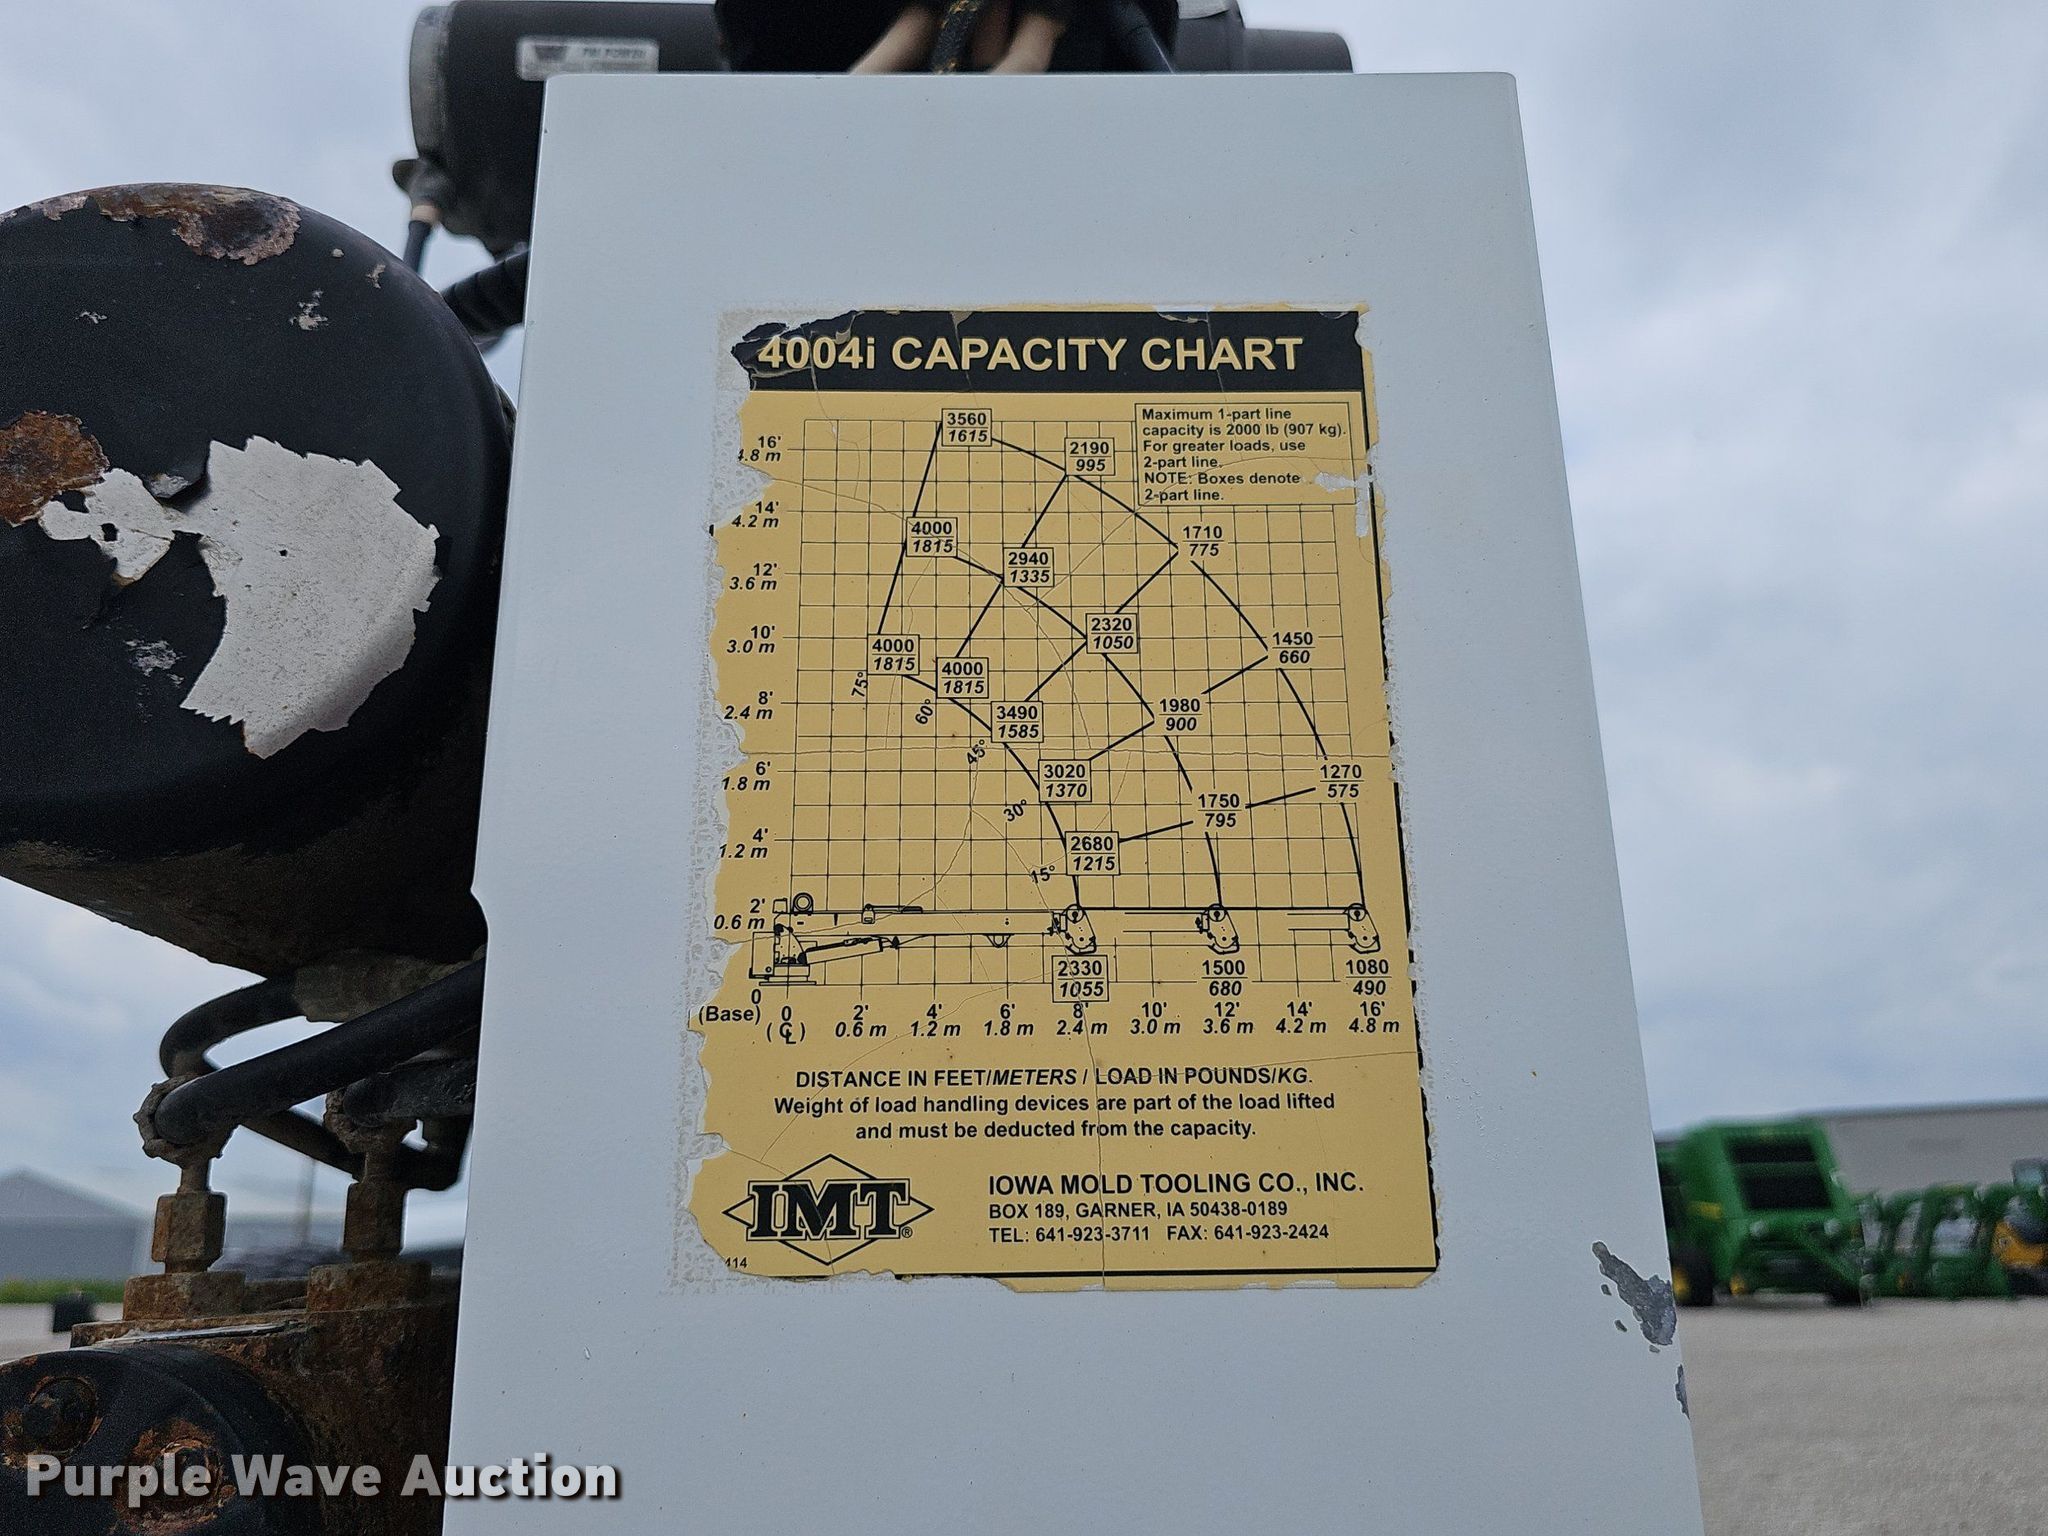 4004i CAPACITY CHART
Maximum 1-part line
capacity is 2000 lb (907 kg).
For greater loads, use
2-part line.
NOTE: Boxes denote
2-part line.
3560
1615
2190
995
16'
4.8 m
14'
4.2 m
4000
1815
1710
775
2940
1335
12'
3.6 m
10'
3.0 m
4000
1815
2320
1050
1450
660
4000
1815
75°
60°
8'
2.4 m
3490
1585
1980
900
45°
6'
1.8 m
3020
1370
1270
575
30°
1750
795
4'
1.2 m
2680
1215
15°
2'
0.6 m
2330
1055
1500
680
1080
490
0
(Base) 0 2' 4' 6' 8' 10' 12' 14' 16'
(℄) 0.6 m 1.2 m 1.8 m 2.4 m 3.0 m 3.6 m 4.2 m 4.8 m
DISTANCE IN FEET/METERS / LOAD IN POUNDS/KG.
Weight of load handling devices are part of the load lifted
and must be deducted from the capacity.
IMT®
IOWA MOLD TOOLING CO., INC.
BOX 189, GARNER, IA 50438-0189
TEL: 641-923-3711 FAX: 641-923-2424
414
Purple Wave Auction